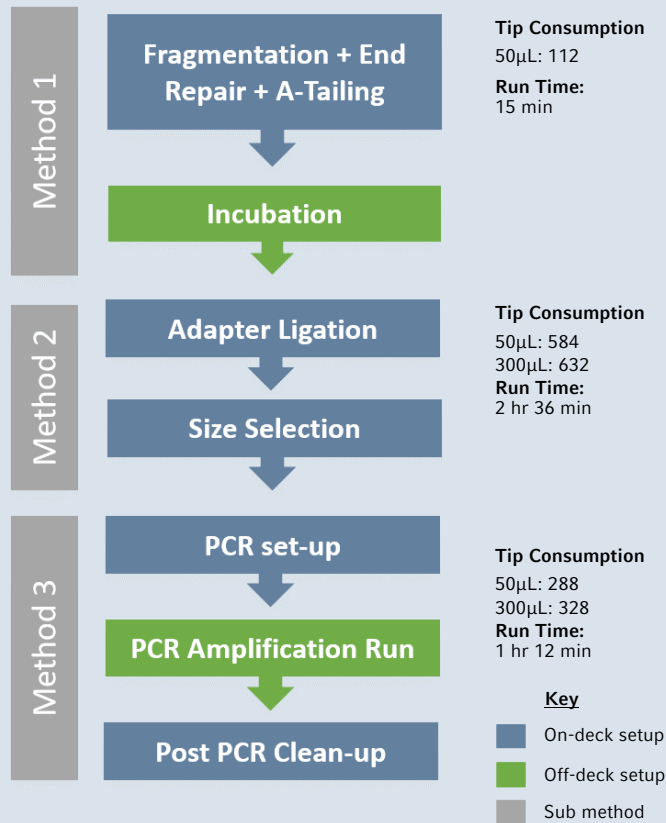 Method 1
Fragmentation + End
Repair + A-Tailing
Incubation
Tip Consumption
50µL: 112
Run Time:
15 min
Method 2
Adapter Ligation
Size Selection
Tip Consumption
50µL: 584
300µL: 632
Run Time:
2 hr 36 min
Method 3
PCR set-up
PCR Amplification Run
Post PCR Clean-up
Tip Consumption
50µL: 288
300µL: 328
Run Time:
1 hr 12 min
Key
On-deck setup
Off-deck setup
Sub method